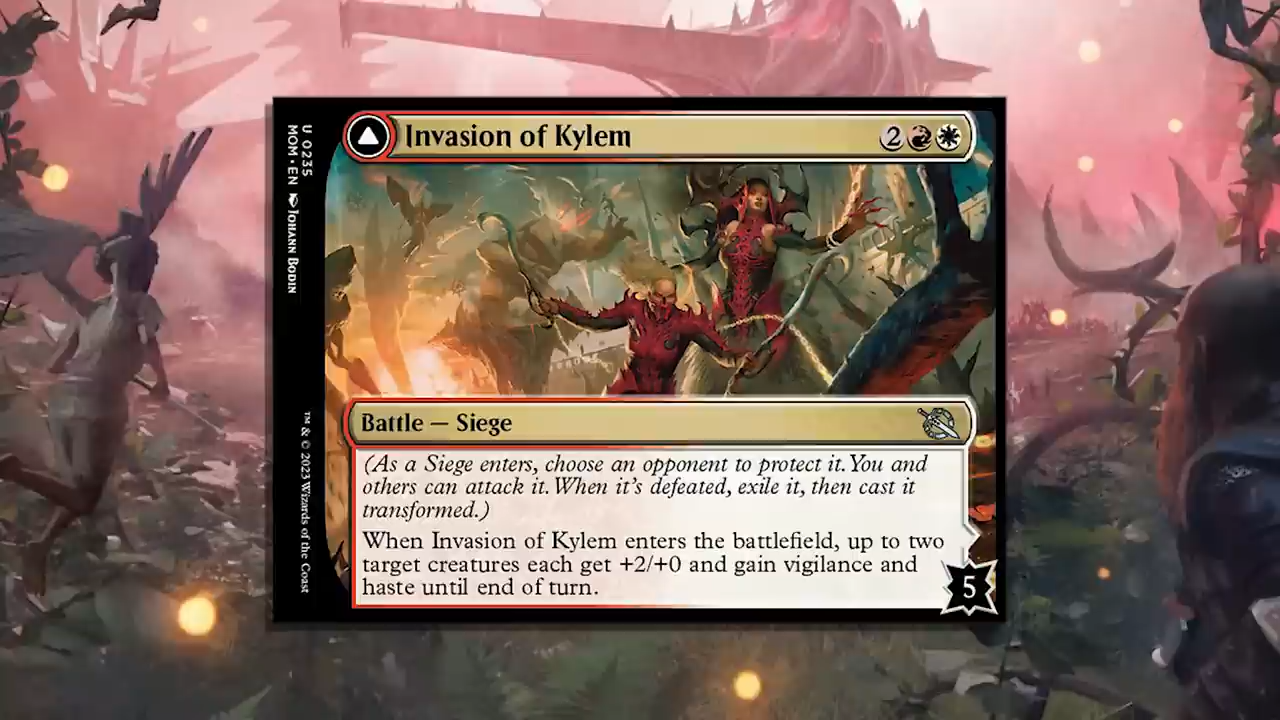 Invasion of Kylem
2
Battle — Siege
(As a Siege enters, choose an opponent to protect it. You and
others can attack it. When it's defeated, exile it, then cast it
transformed.)
When Invasion of Kylem enters the battlefield, up to two
target creatures each get +2/+0 and gain vigilance and
haste until end of turn.
5
U 0235
MOM • EN Johann Bodin
™ & © 2023 Wizards of the Coast